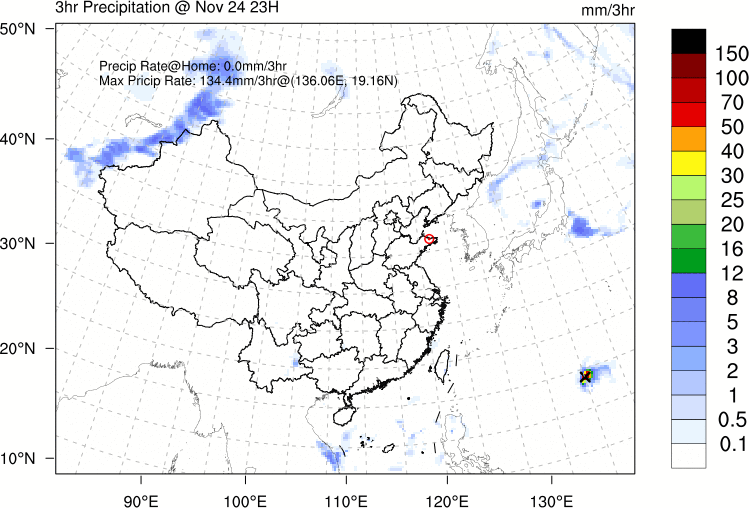 3hr Precipitation @ Nov 24 23H
mm/3hr
Precip Rate@Home: 0.0mm/3hr
Max Pricip Rate: 134.4mm/3hr@(136.06E, 19.16N)
50°N
40°N
30°N
20°N
10°N
90°E
100°E
110°E
120°E
130°E
150
100
70
50
40
30
25
20
16
12
8
5
3
2
1
0.5
0.1